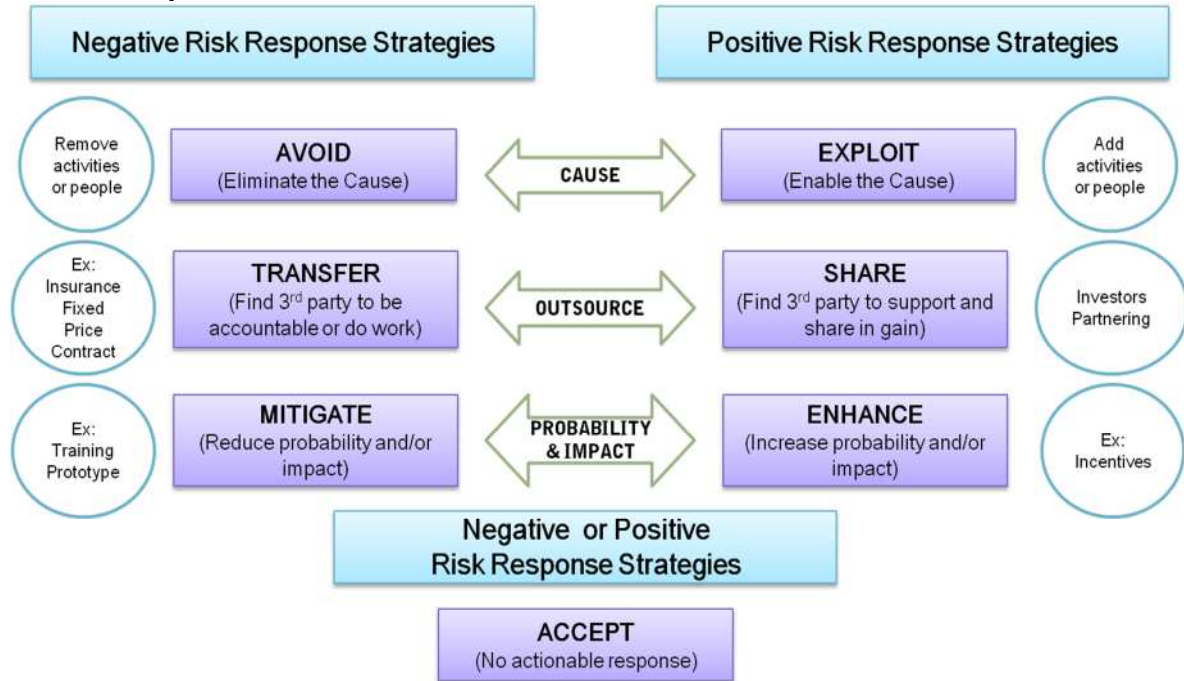 Negative Risk Response Strategies
Positive Risk Response Strategies
Remove
activities
or people
AVOID
(Eliminate the Cause)
CAUSE
EXPLOIT
(Enable the Cause)
Add
activities
or people
Ex:
Insurance
Fixed
Price
Contract
TRANSFER
(Find 3rd party to be
accountable or do work)
OUTSOURCE
SHARE
(Find 3rd party to support and
share in gain)
Investors
Partnering
Ex:
Training
Prototype
MITIGATE
(Reduce probability and/or
impact)
PROBABILITY
& IMPACT
ENHANCE
(Increase probability and/or
impact)
Ex:
Incentives
Negative or Positive
Risk Response Strategies
ACCEPT
(No actionable response)